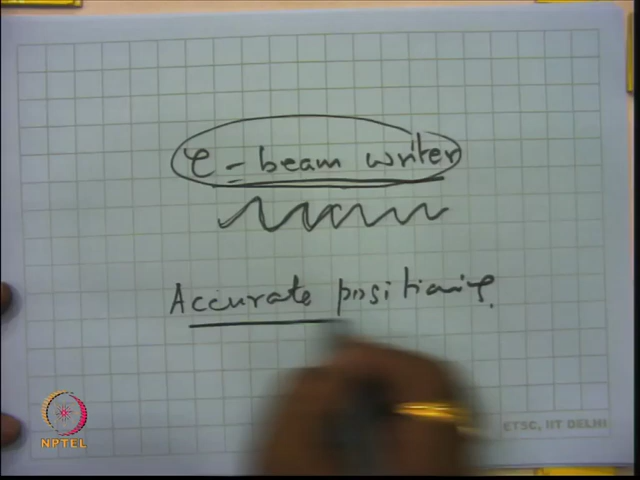 e-beam writer
Accurate positioning.
ETSC, IIT DELHI
NPTEL